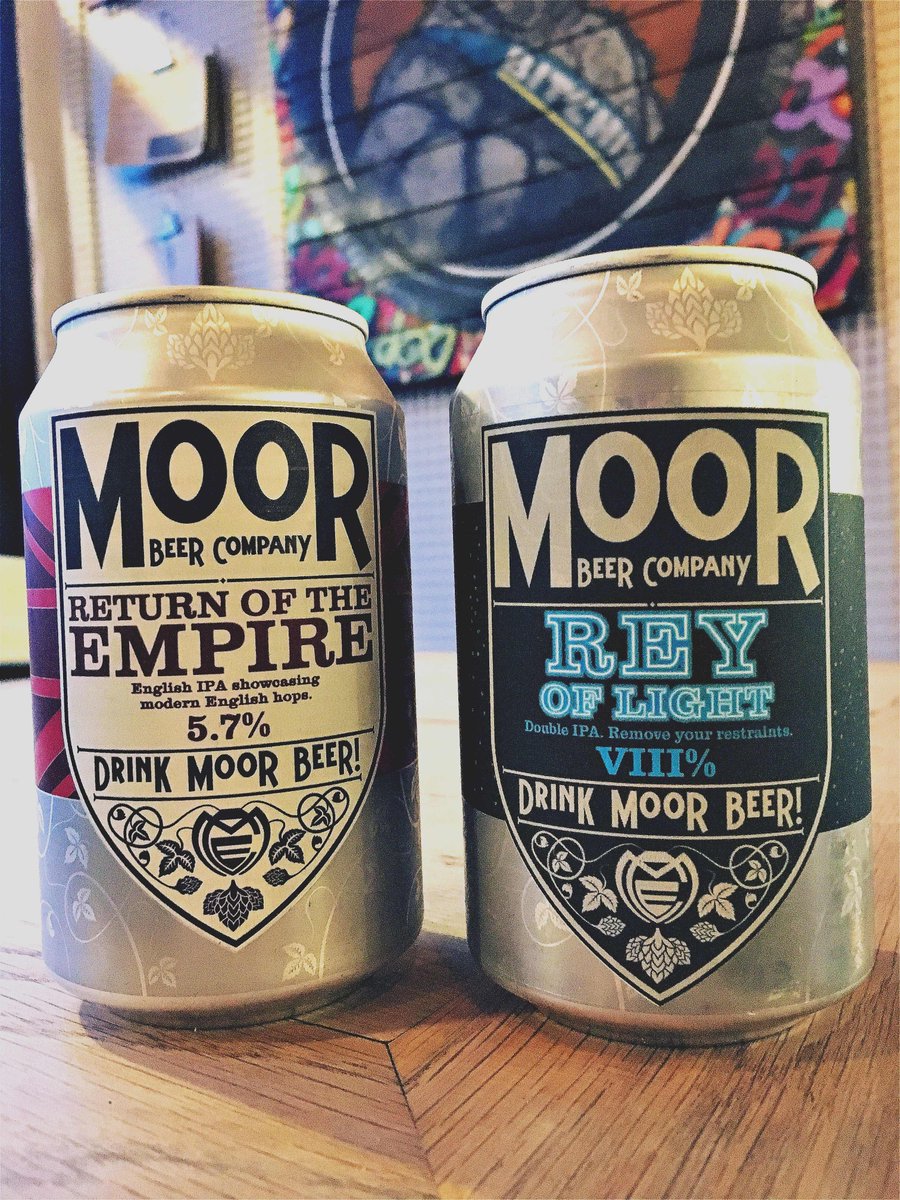 MOOR
BEER COMPANY
RETURN OF THE
EMPIRE
English IPA showcasing
modern English hops.
5.7%
DRINK MOOR BEER!
MOOR
BEER COMPANY
REY
OF LIGHT
Double IPA. Remove your restraints.
VIII%
DRINK MOOR BEER!